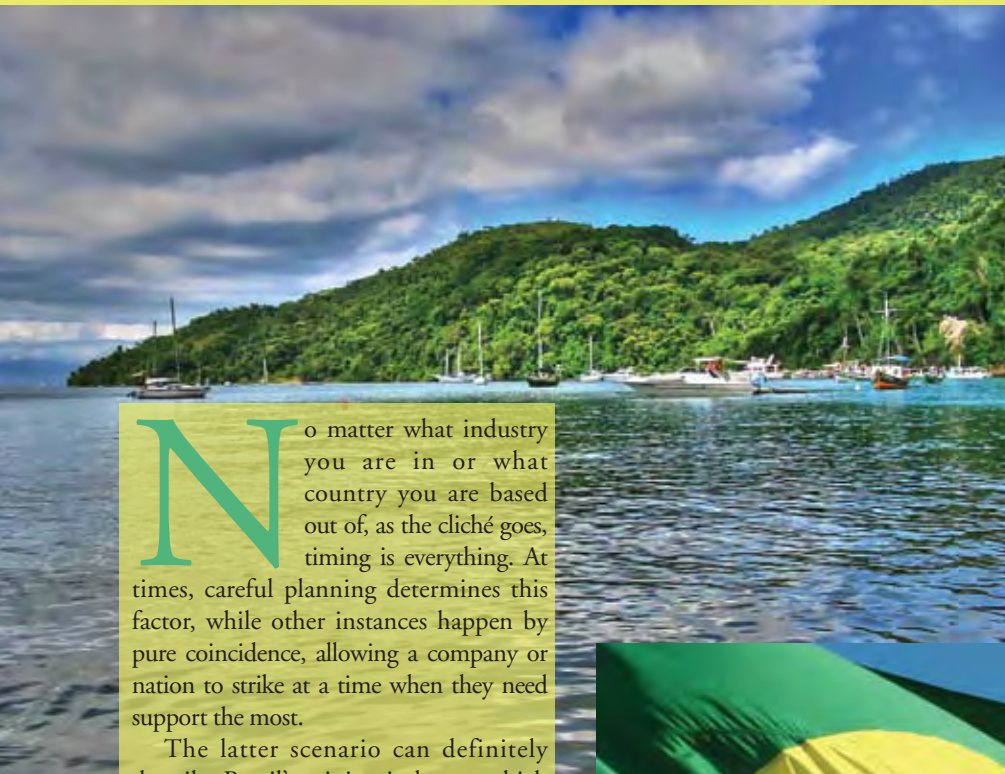 No matter what industry
you are in or what
country you are based
out of, as the cliché goes,
timing is everything. At
times, careful planning determines this
factor, while other instances happen by
pure coincidence, allowing a company or
nation to strike at a time when they need
support the most.
The latter scenario can definitely